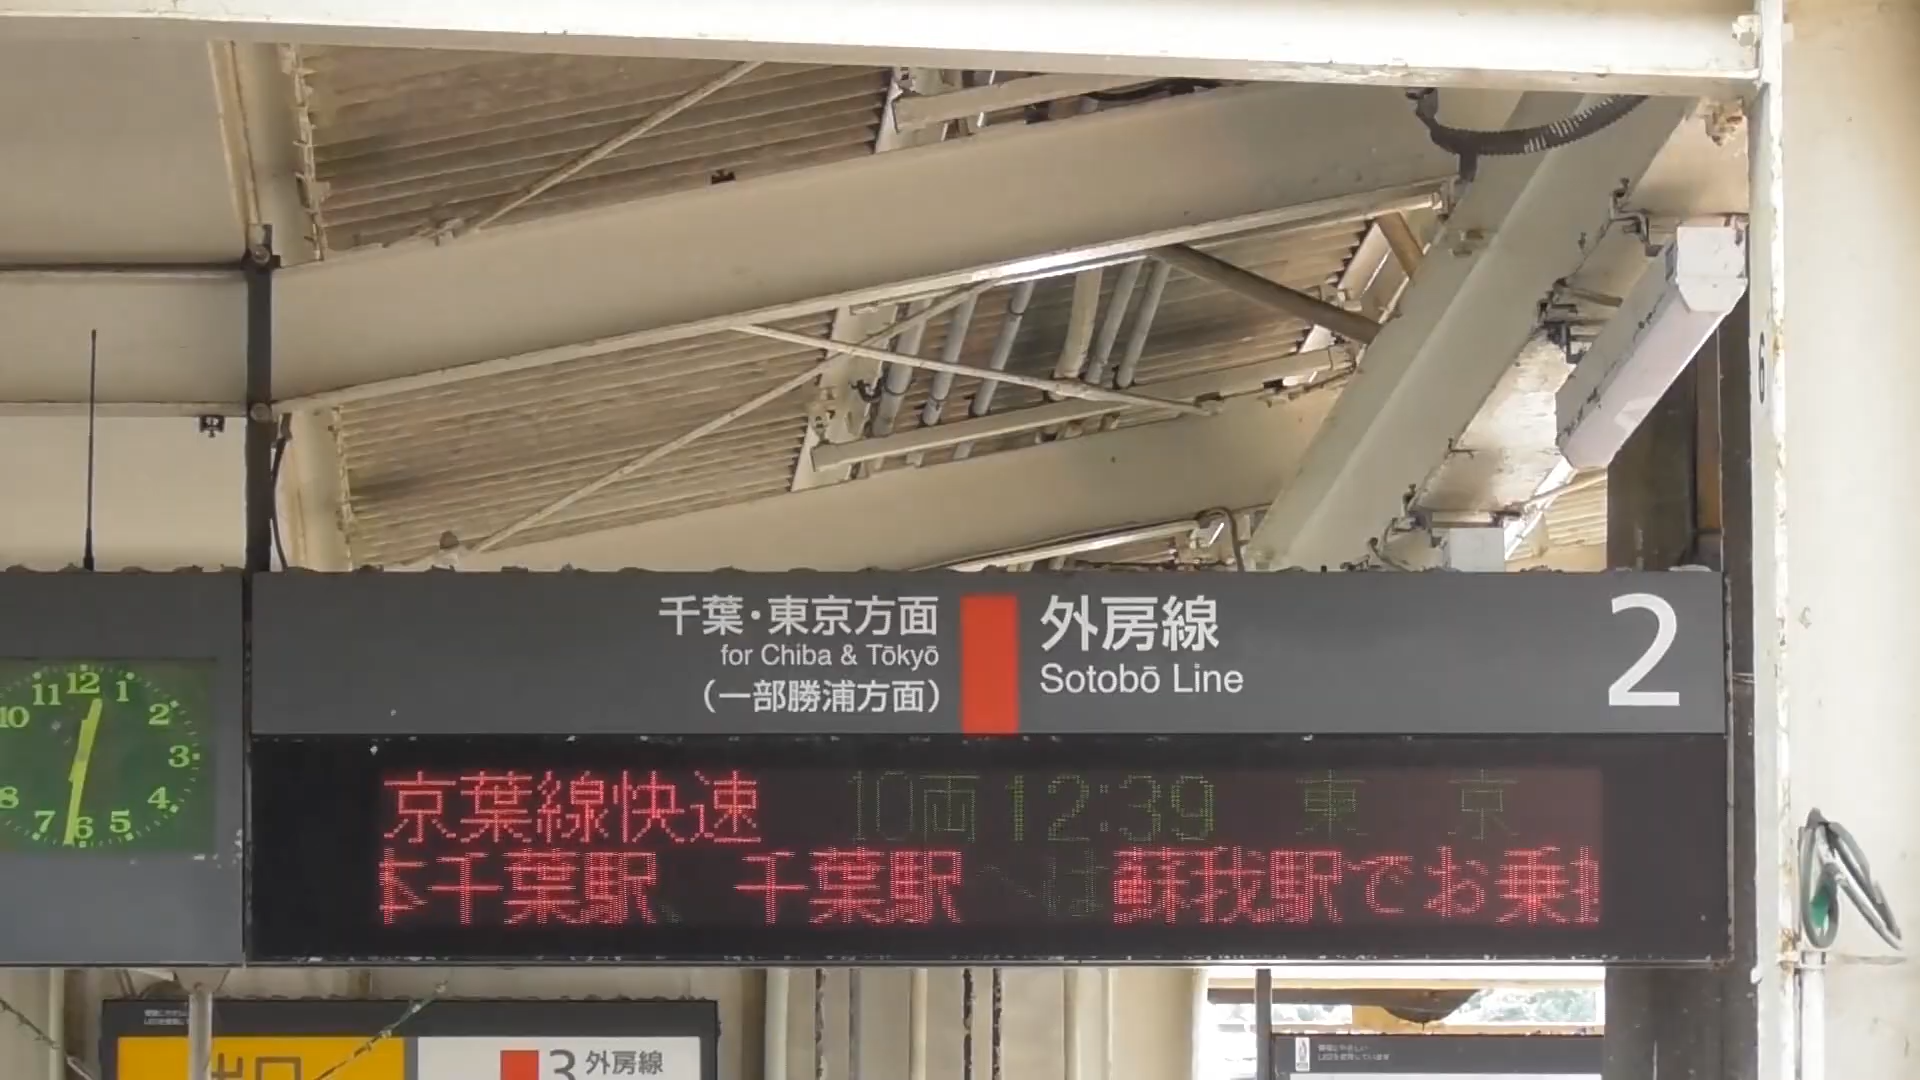 千葉・東京方面
for Chiba & Tōkyō
（一部勝浦方面）
外房線
Sotobō Line
2
11 12 1
10 2
3
8 4
7 6 5
京葉線快速 10両 12:39 東 京
千葉駅、千葉駅へは蘇我駅でお乗
6
出口
3 外房線